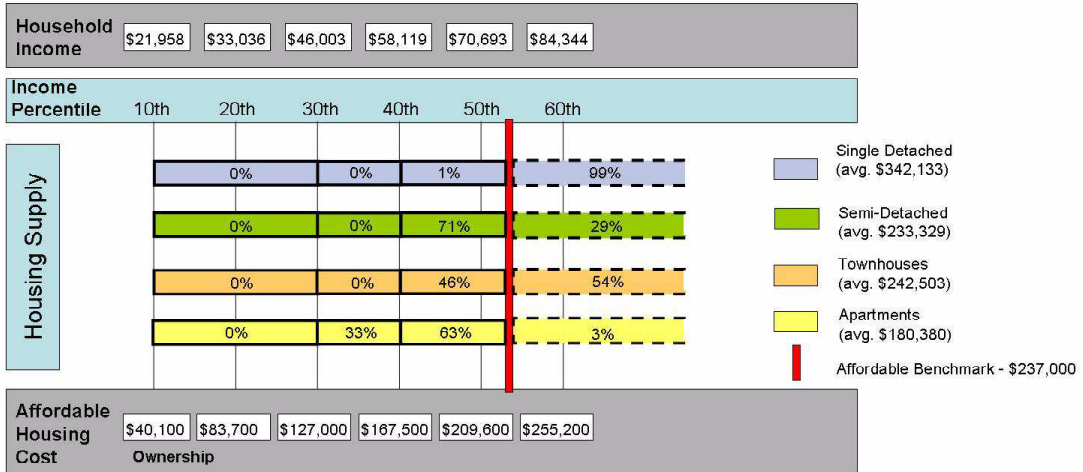 Household
Income
$21,958 $33,036 $46,003 $58,119 $70,693 $84,344
Income
Percentile 10th 20th 30th 40th 50th 60th
Housing Supply
0% 0% 1% 99%
0% 0% 71% 29%
0% 0% 46% 54%
0% 33% 63% 3%
Single Detached
(avg. $342,133)
Semi-Detached
(avg. $233,329)
Townhouses
(avg. $242,503)
Apartments
(avg. $180,380)
Affordable Benchmark - $237,000
Affordable
Housing
Cost
$40,100 $83,700 $127,000 $167,500 $209,600 $255,200
Ownership